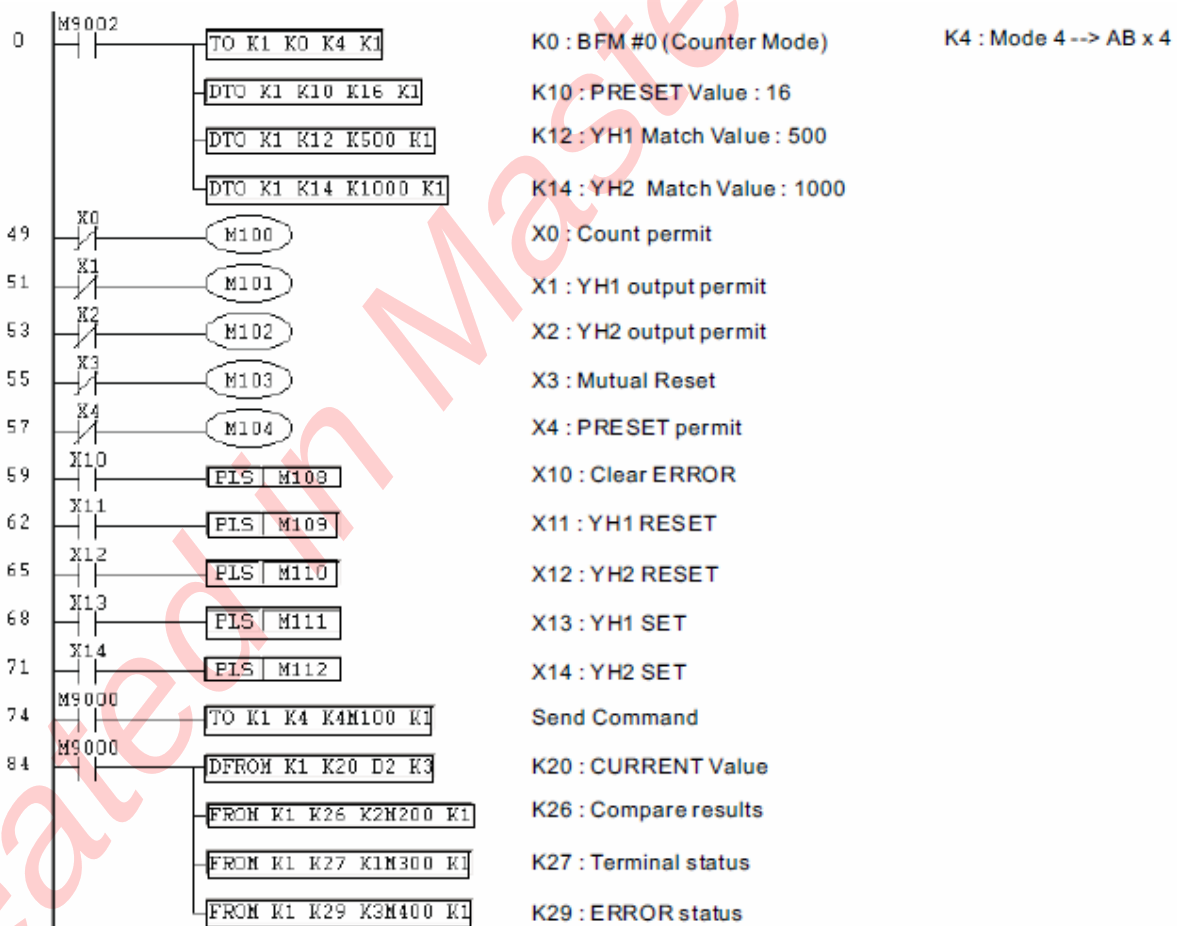 M9002
0 TO K1 K0 K4 K1 K0 : BFM #0 (Counter Mode) K4 : Mode 4 --> AB x 4
DTO K1 K10 K16 K1 K10 : PRESET Value : 16
DTO K1 K12 K500 K1 K12 : YH1 Match Value : 500
DTO K1 K14 K1000 K1 K14 : YH2 Match Value : 1000
X0
49 M100 X0 : Count permit
X1
51 M101 X1 : YH1 output permit
X2
53 M102 X2 : YH2 output permit
X3
55 M103 X3 : Mutual Reset
X4
57 M104 X4 : PRESET permit
X10
59 PLS M108 X10 : Clear ERROR
X11
62 PLS M109 X11 : YH1 RESET
X12
65 PLS M110 X12 : YH2 RESET
X13
68 PLS M111 X13 : YH1 SET
X14
71 PLS M112 X14 : YH2 SET
M9000
74 TO K1 K4 K4M100 K1 Send Command
M9000
84 DFROM K1 K20 D2 K3 K20 : CURRENT Value
FROM K1 K26 K2M200 K1 K26 : Compare results
FROM K1 K27 K1M300 K1 K27 : Terminal status
FROM K1 K29 K3M400 K1 K29 : ERROR status
ated in Maste